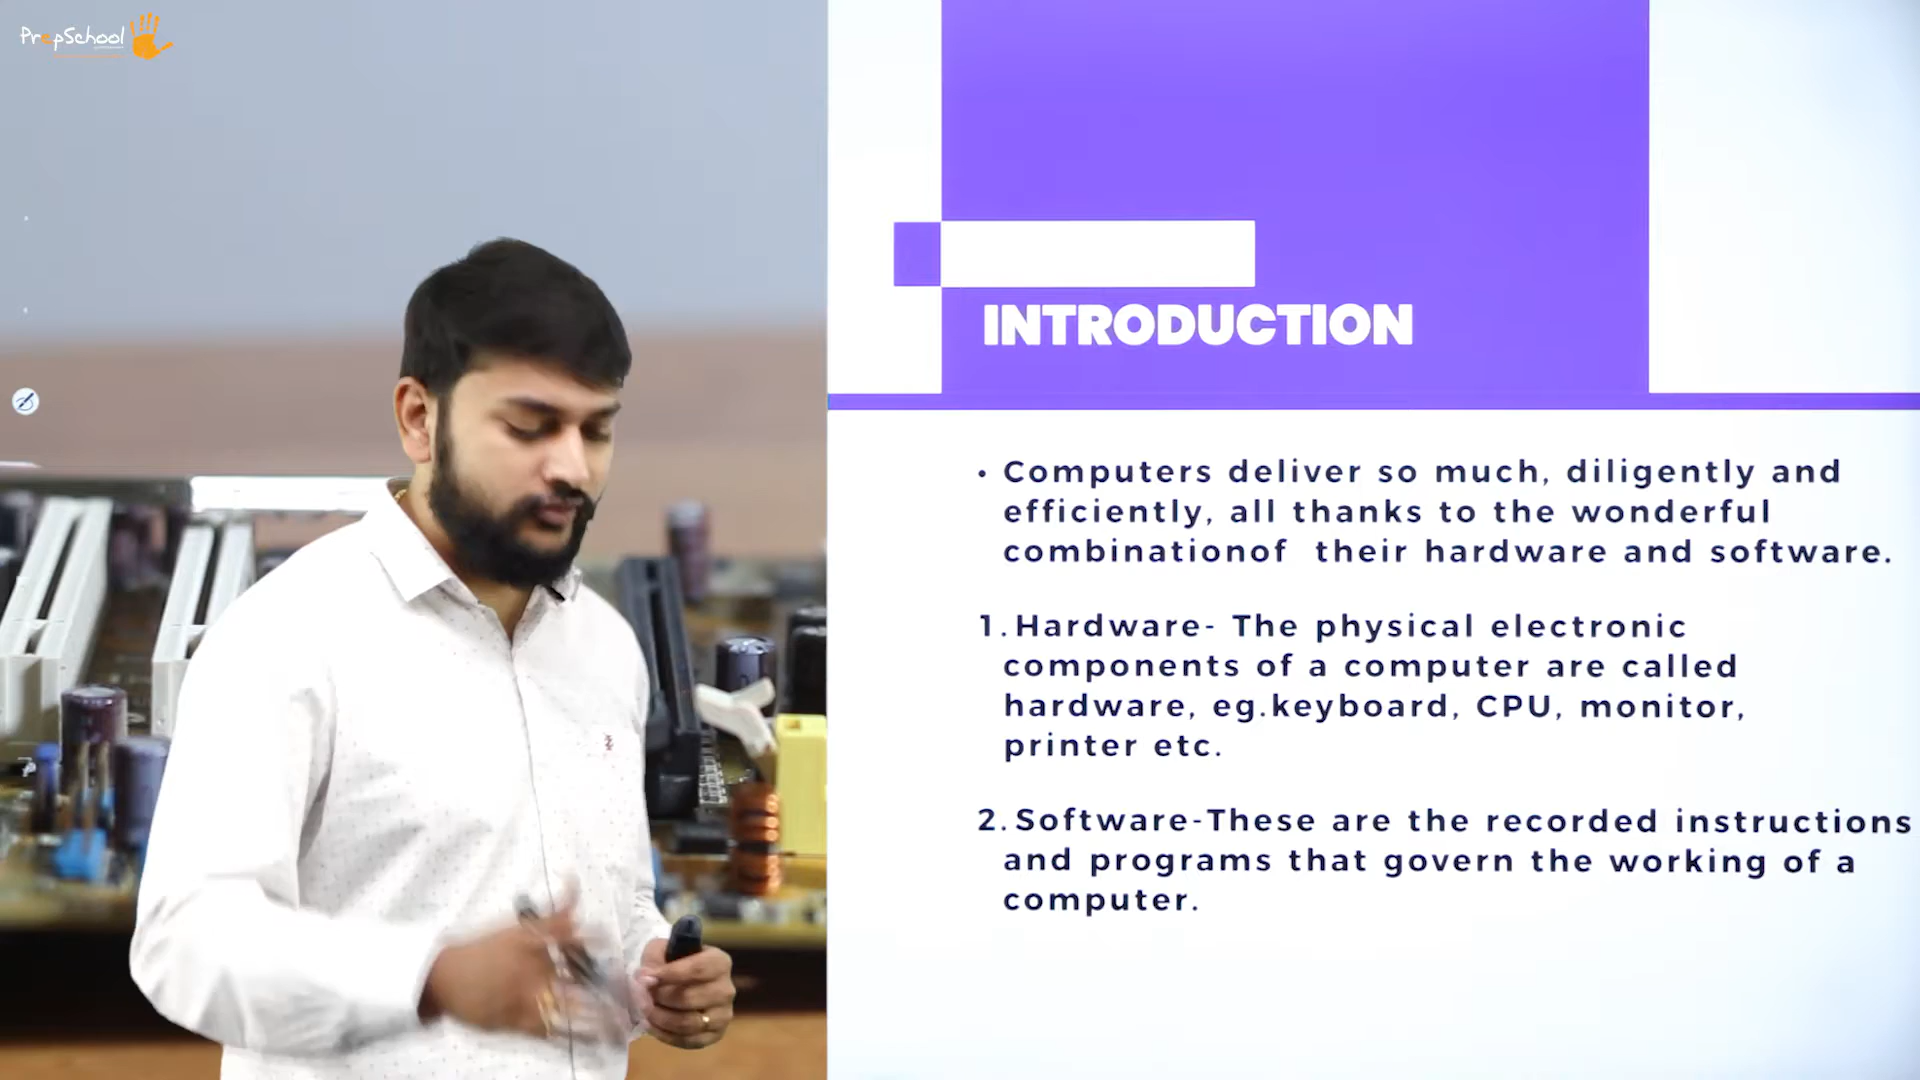 PrepSchool
INTRODUCTION
• Computers deliver so much, diligently and
efficiently, all thanks to the wonderful
combinationof their hardware and software.
1. Hardware- The physical electronic
components of a computer are called
hardware, eg.keyboard, CPU, monitor,
printer etc.
2. Software-These are the recorded instructions
and programs that govern the working of a
computer.